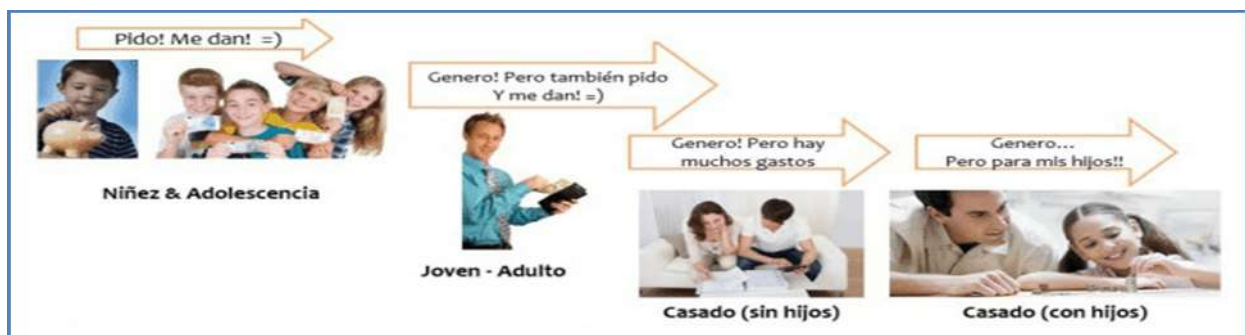 Pido! Me dan! =)
Niñez & Adolescencia
Genero! Pero también pido
Y me dan! =)
Joven - Adulto
Genero! Pero hay
muchos gastos
Casado (sin hijos)
Genero...
Pero para mis hijos!!
Casado (con hijos)